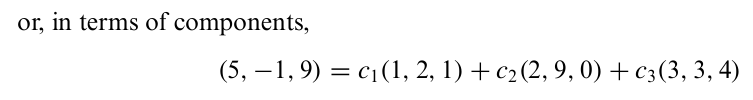 or, in terms of components,
(5, −1, 9) = c₁(1, 2, 1) + c₂(2, 9, 0) + c₃(3, 3, 4)